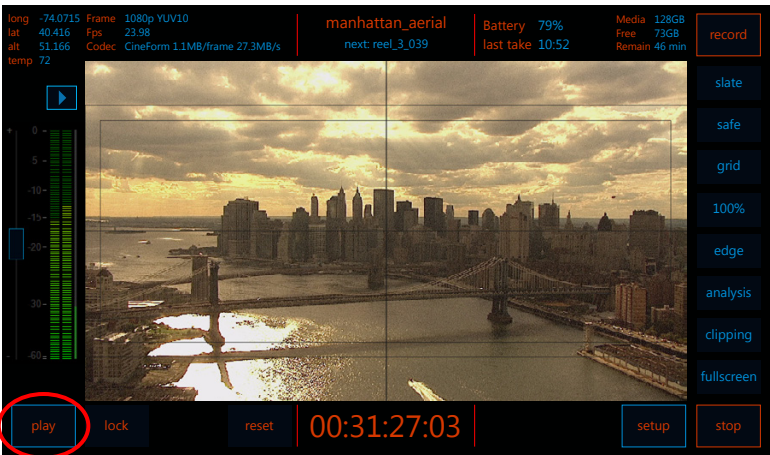 long -74.0715
lat 40.416
alt 51.166
temp 72
Frame 1080p YUV10
Fps 23.98
Codec CineForm 1.1MB/frame 27.3MB/s
manhattan_aerial
next: reel_3_039
Battery 79%
last take 10:52
Media 128GB
Free 73GB
Remain 46 min
record
slate
safe
grid
100%
edge
analysis
clipping
fullscreen
0
5
-10
-15
-20
30
-60
play
lock
reset
00:31:27:03
setup
stop